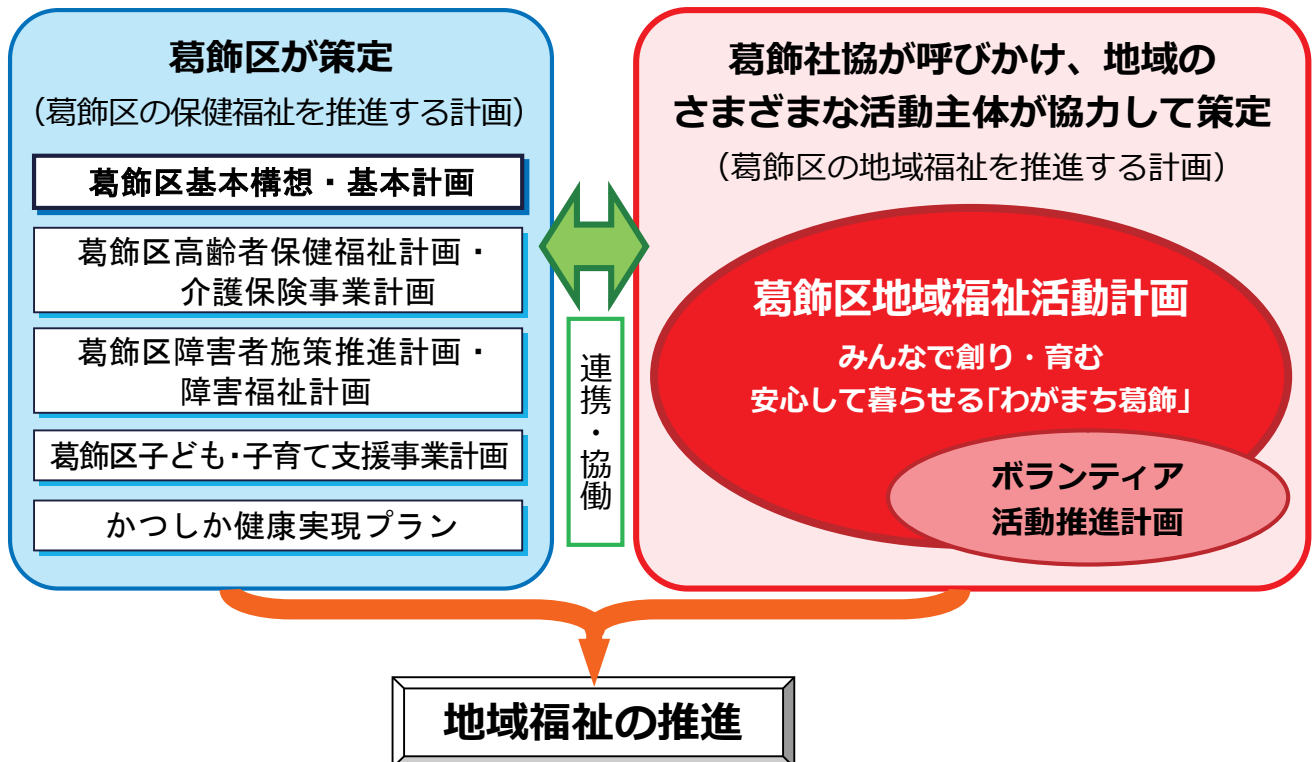 葛飾区が策定
（葛飾区の保健福祉を推進する計画）
葛飾区基本構想・基本計画
葛飾区高齢者保健福祉計画・
介護保険事業計画
葛飾区障害者施策推進計画・
障害福祉計画
葛飾区子ども・子育て支援事業計画
かつしか健康実現プラン
連携・協働
葛飾社協が呼びかけ、地域の
さまざまな活動主体が協力して策定
（葛飾区の地域福祉を推進する計画）
葛飾区地域福祉活動計画
みんなで創り・育む
安心して暮らせる「わがまち葛飾」
ボランティア
活動推進計画
地域福祉の推進